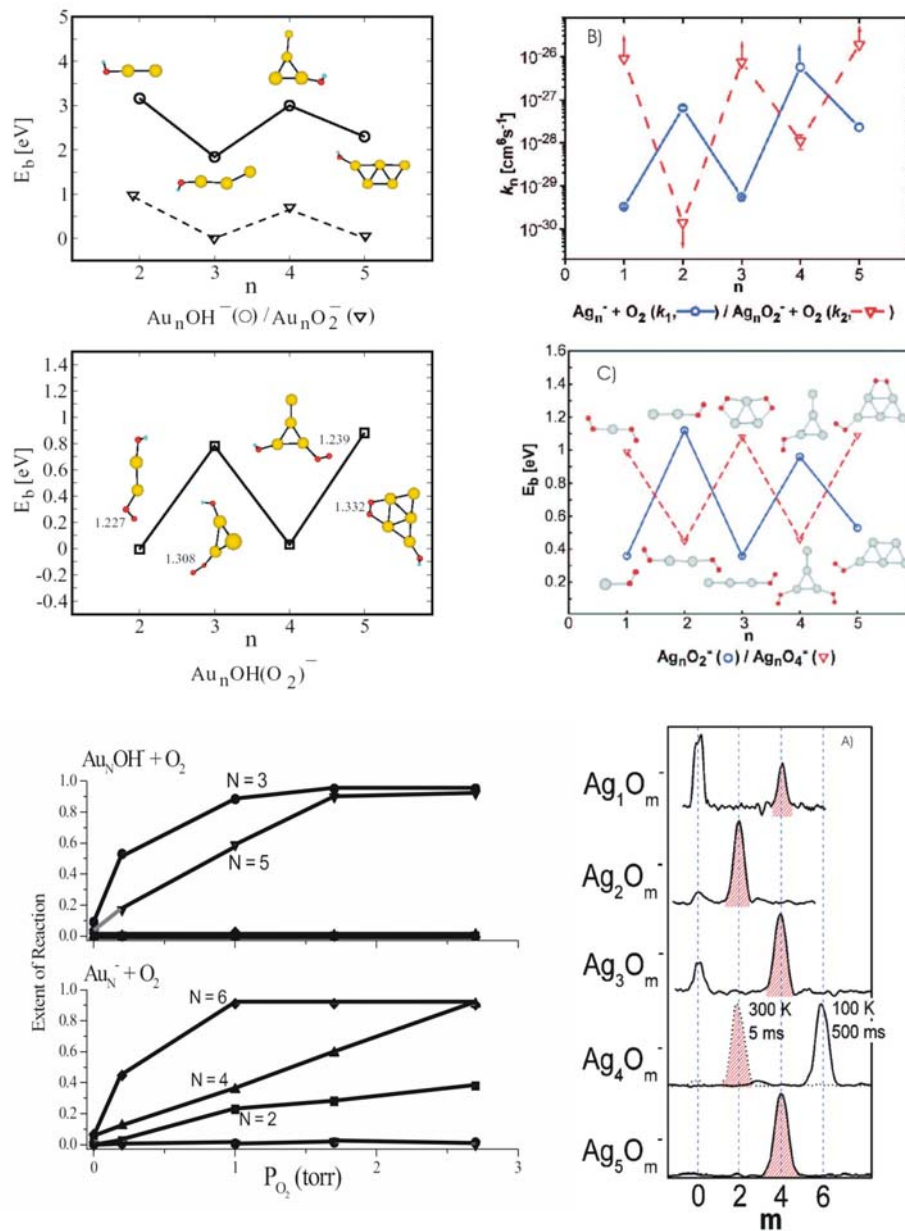 5
4
3
2
1
0
E_b [eV]
2 3 4 5
n
Au_nOH^− (○) / Au_nO_2^− (▽)
1.4
1.2
1.0
0.8
0.6
0.4
0.2
0
-0.2
-0.4
E_b [eV]
1.227
1.308
1.239
1.332
2 3 4 5
n
Au_nOH(O_2)^−
B)
10^-26
10^-27
10^-28
10^-29
10^-30
k_n [cm^6s^-1]
0 1 2 3 4 5
n
Ag_n^- + O_2 (k_1, ○) / Ag_nO_2^- + O_2 (k_2, ▽)
C)
1.6
1.4
1.2
1.0
0.8
0.6
0.4
0.2
E_b [eV]
0 1 2 3 4 5
n
Ag_nO_2^- (○) / Ag_nO_4^- (▽)
Au_NOH^- + O_2
1.0
0.8
0.6
0.4
0.2
0.0
N = 3
N = 5
Extent of Reaction
Au_N^- + O_2
0.8
0.6
0.4
0.2
0.0
N = 6
N = 4
N = 2
0 1 2 3
P_O_2 (torr)
A)
Ag_1O_m^-
Ag_2O_m^-
Ag_3O_m^-
300 K
5 ms
100 K
500 ms
Ag_4O_m^-
Ag_5O_m^-
0 2 4 6
m